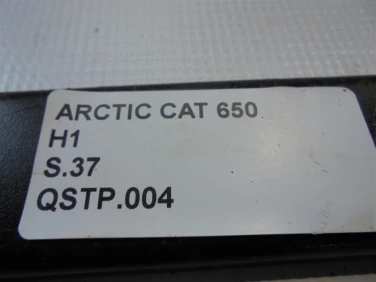 ARCTIC CAT 650
H1
S.37
QSTP.004